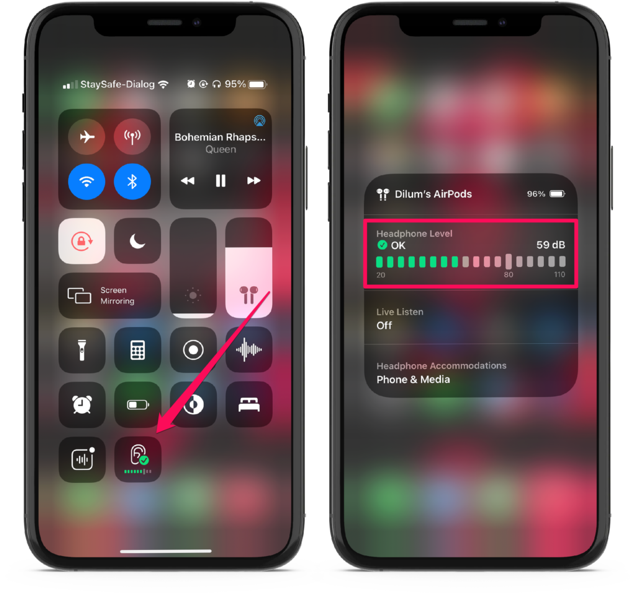 StaySafe-Dialog 95%
Bohemian Rhaps...
Queen
Screen
Mirroring
Dilum's AirPods 96%
Headphone Level
OK 59 dB
20 80 110
Live Listen
Off
Headphone Accommodations
Phone & Media